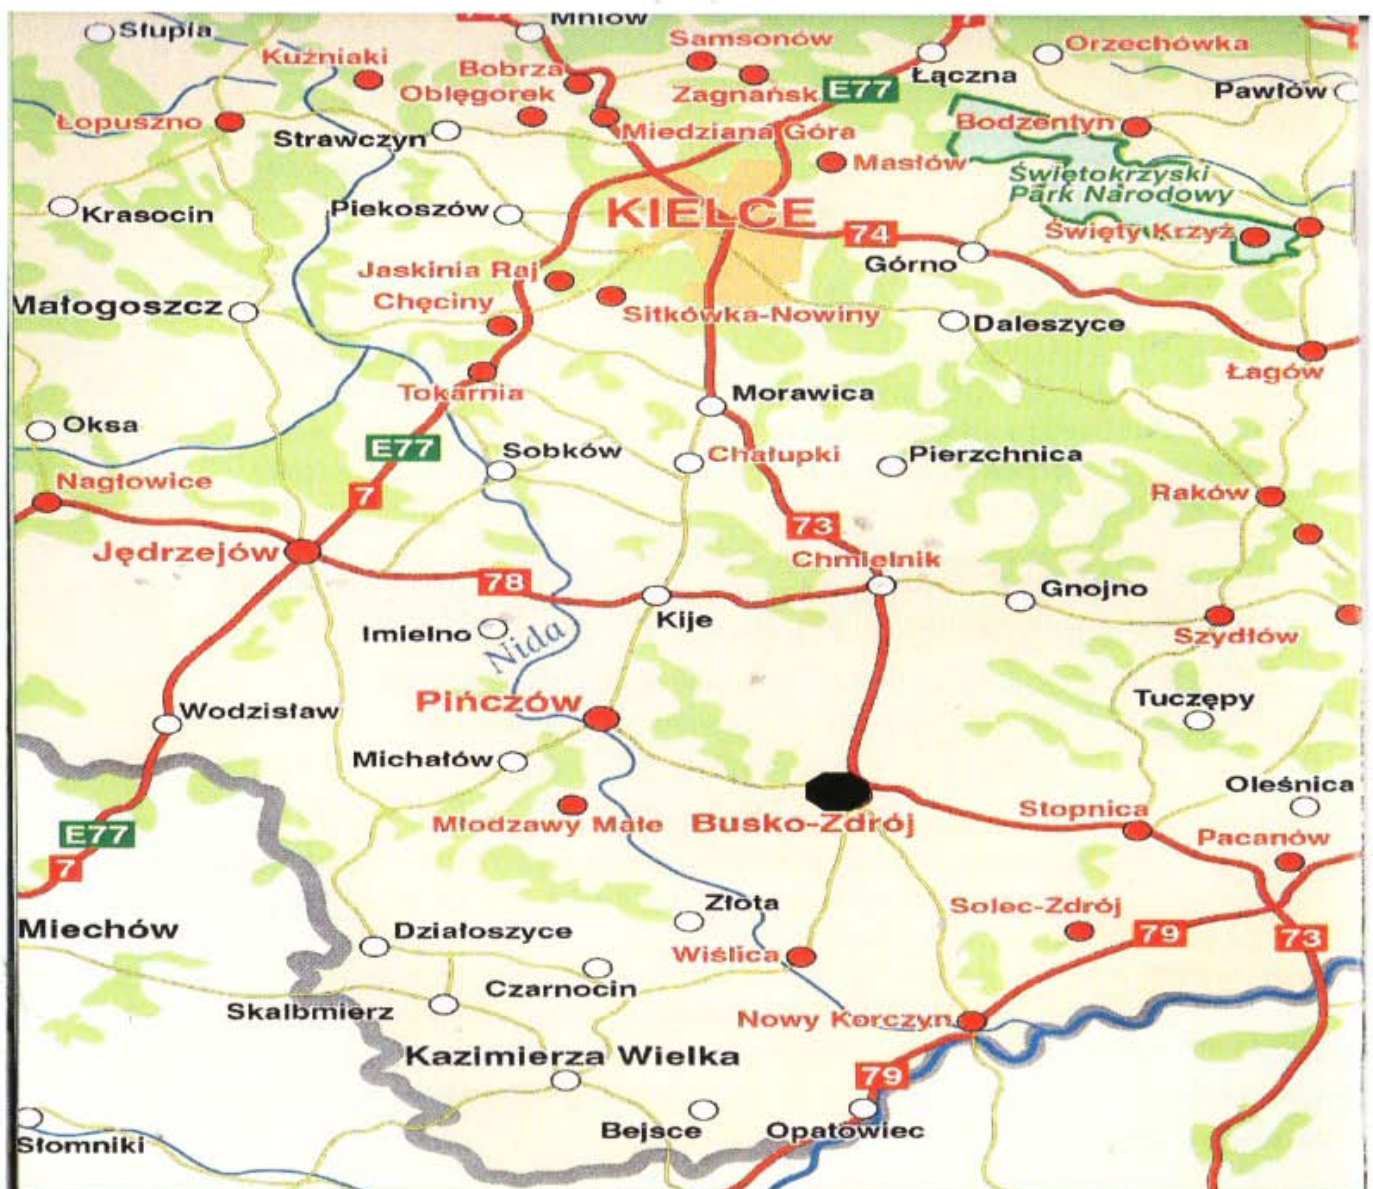 Mniów
Słupia
Samsonów
Orzechówka
Kuźniaki
Bobrza
Łączna
Zagnańsk
E77
Pawłów
Oblęgorek
Łopuszno
Bodzentyn
Strawczyn
Miedziana Góra
Masłów
Świętokrzyski
Park Narodowy
Krasocin
Piekoszów
KIELCE
74
Święty Krzyż
Górno
Jaskinia Raj
Chęciny
Małogoszcz
Sitkówka-Nowiny
Daleszyce
Łagów
Tokarnia
Morawica
Oksa
E77
Sobków
Chałupki
Pierzchnica
Nagłowice
7
Raków
73
Jędrzejów
Chmielnik
78
Gnojno
Kije
Imielno
Nida
Szydłów
Pińczów
Tuczępy
Wodzisław
Michałów
Oleśnica
Stopnica
Młodzawy Małe
Busko-Zdrój
E77
Pacanów
7
Złota
Solec-Zdrój
Miechów
Działoszyce
79
73
Wiślica
Czarnocin
Skalbmierz
Nowy Korczyn
Kazimierza Wielka
79
Bejsce
Opatowiec
Słomniki